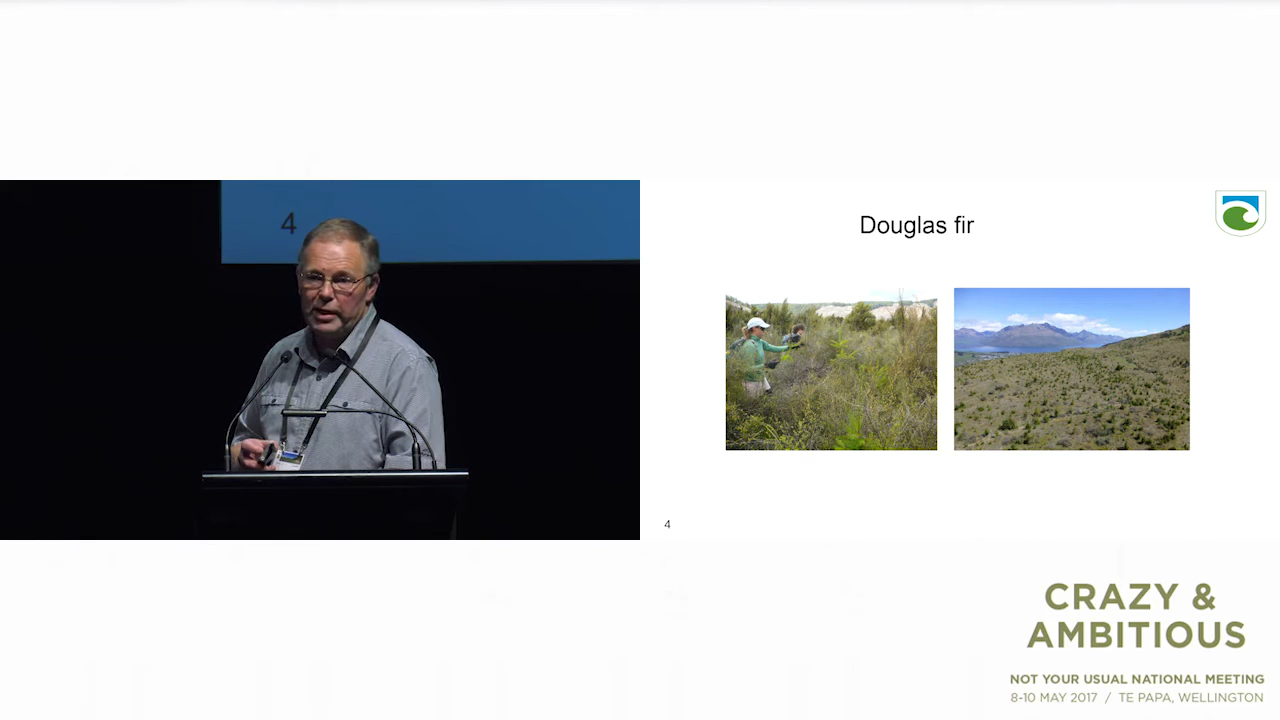 4
Douglas fir
4
CRAZY &
AMBITIOUS
NOT YOUR USUAL NATIONAL MEETING
8-10 MAY 2017 / TE PAPA, WELLINGTON